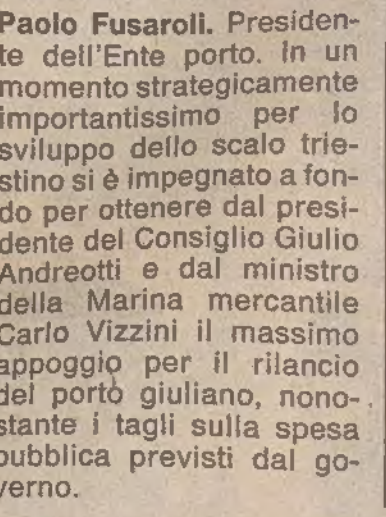 Paolo Fusaroli. Presiden-
te dell'Ente porto. In un
momento strategicamente
importantissimo per lo
sviluppo dello scalo trie-
stino si è impegnato a fon-
do per ottenere dal presi-
dente del Consiglio Giulio
Andreotti e dal ministro
della Marina mercantile
Carlo Vizzini il massimo
appoggio per il rilancio
del porto giuliano, nono-
stante i tagli sulla spesa
pubblica previsti dal go-
verno.